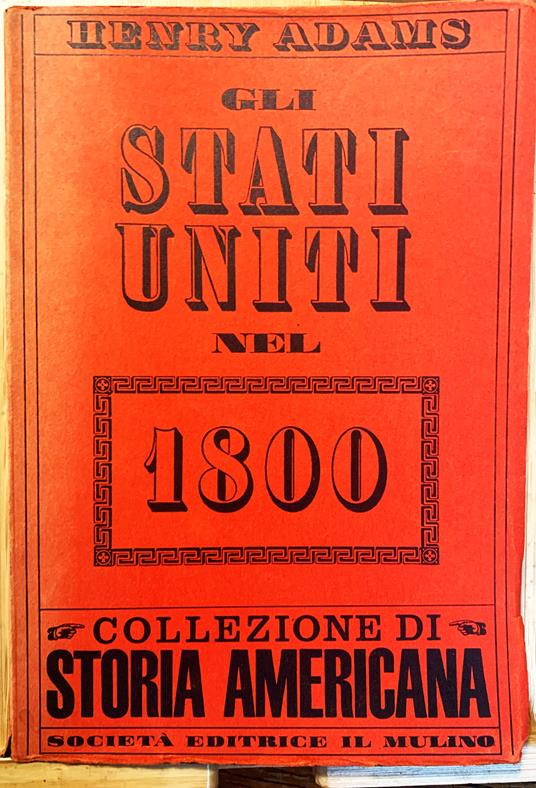 HENRY ADAMS
GLI
STATI
UNITI
NEL
1800
COLLEZIONE DI
STORIA AMERICANA
SOCIETÀ EDITRICE IL MULINO